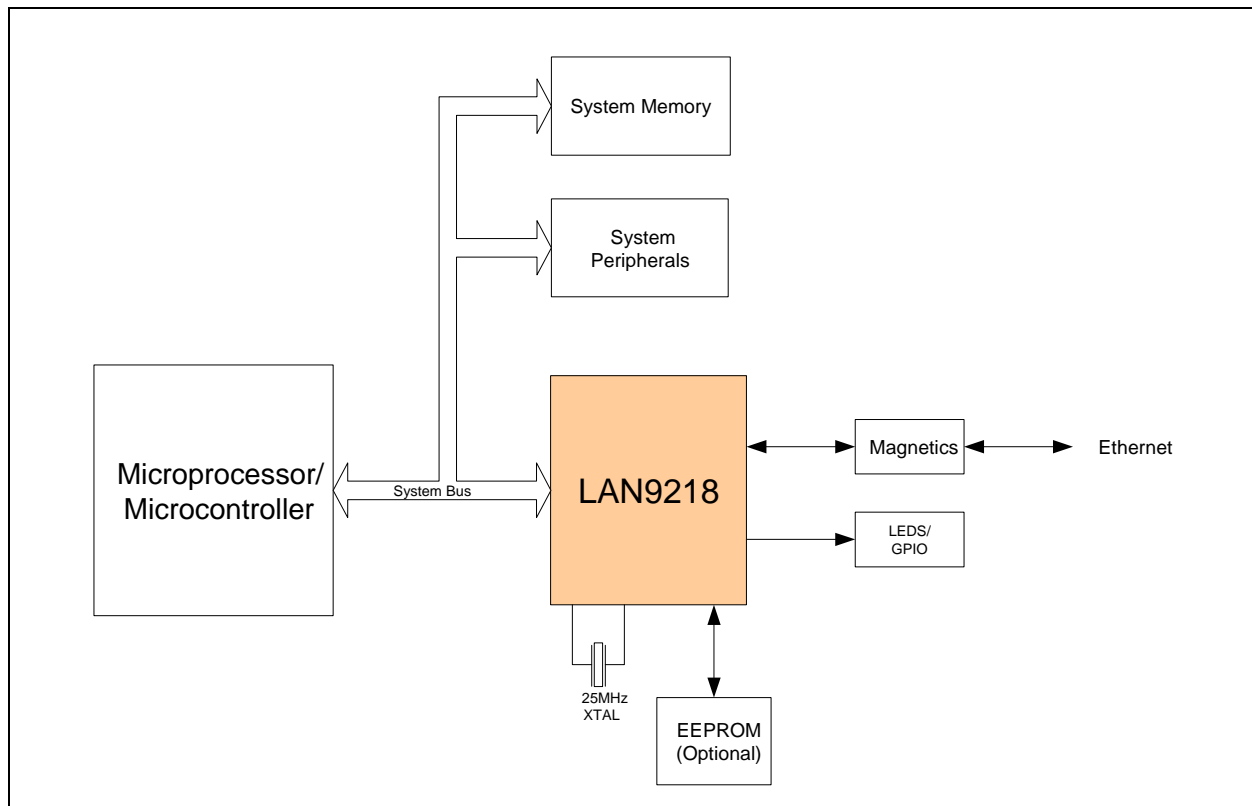 System Memory
System
Peripherals
Microprocessor/
Microcontroller
System Bus
LAN9218
Magnetics
Ethernet
LEDS/
GPIO
25MHz
XTAL
EEPROM
(Optional)